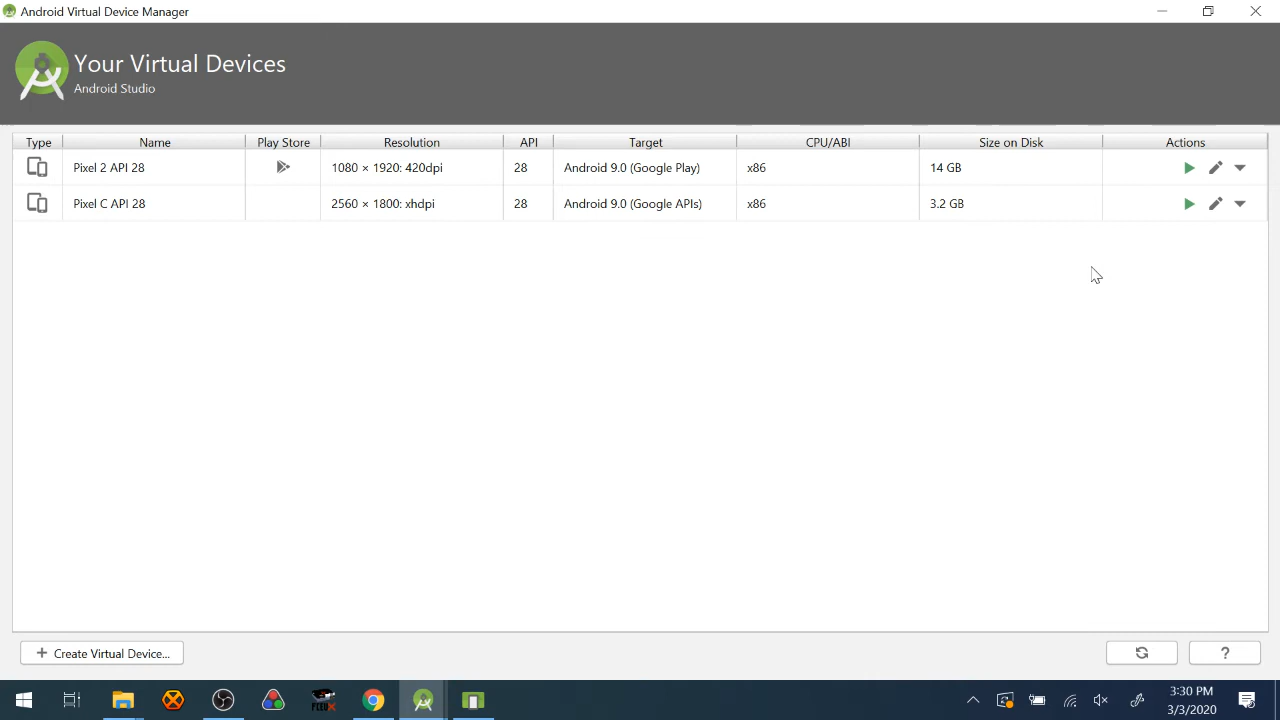 Android Virtual Device Manager
Your Virtual Devices
Android Studio
Type Name Play Store Resolution API Target CPU/ABI Size on Disk Actions
Pixel 2 API 28 1080 × 1920: 420dpi 28 Android 9.0 (Google Play) x86 14 GB
Pixel C API 28 2560 × 1800: xhdpi 28 Android 9.0 (Google APIs) x86 3.2 GB
+ Create Virtual Device... ?
3:30 PM
3/3/2020